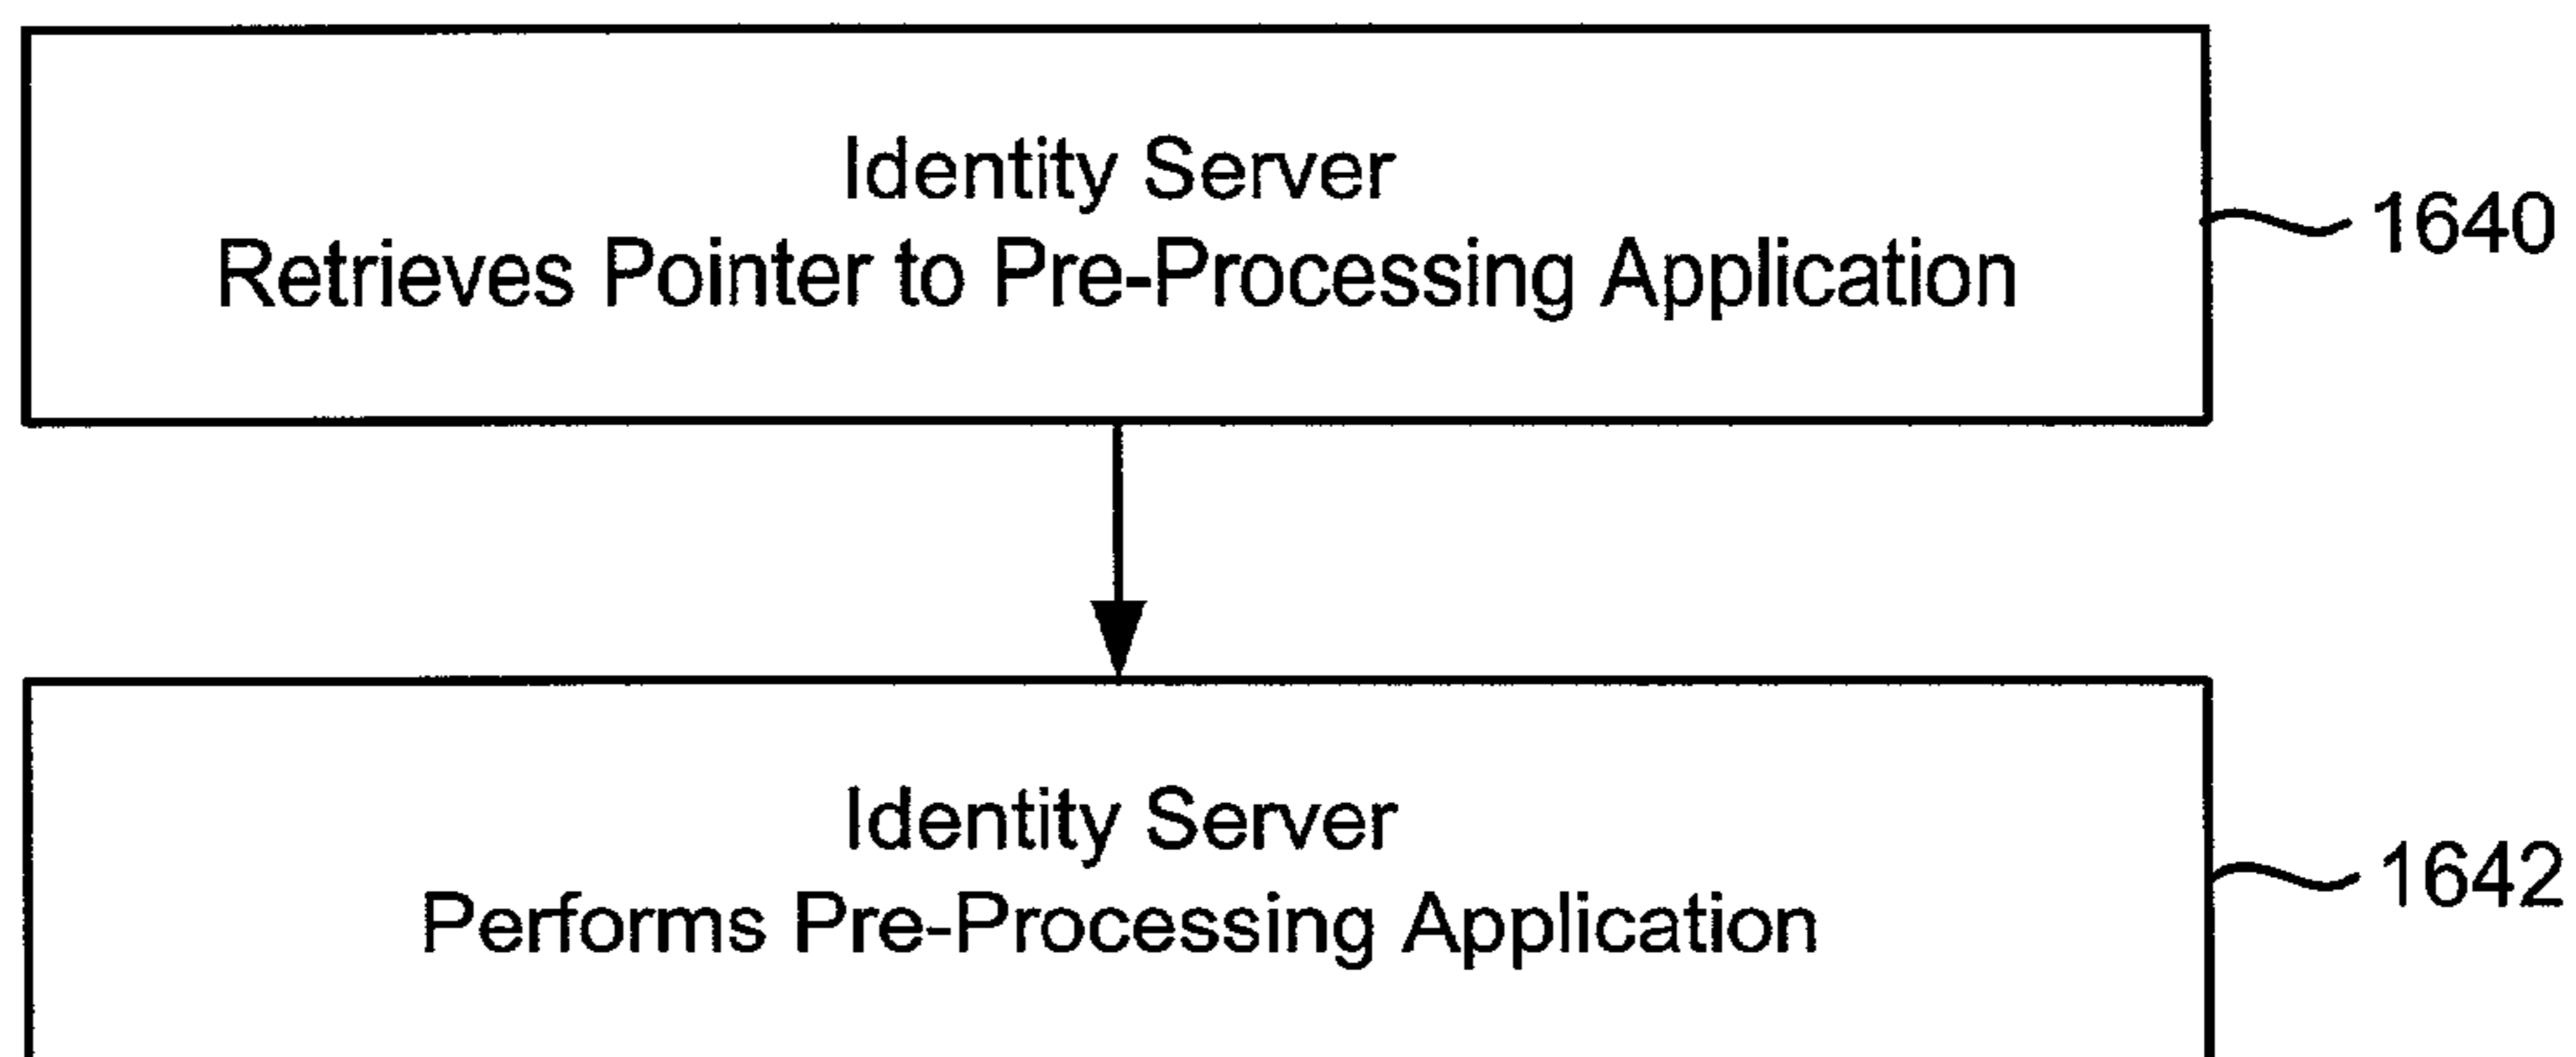 Identity Server
Retrieves Pointer to Pre-Processing Application
1640
Identity Server
Performs Pre-Processing Application
1642